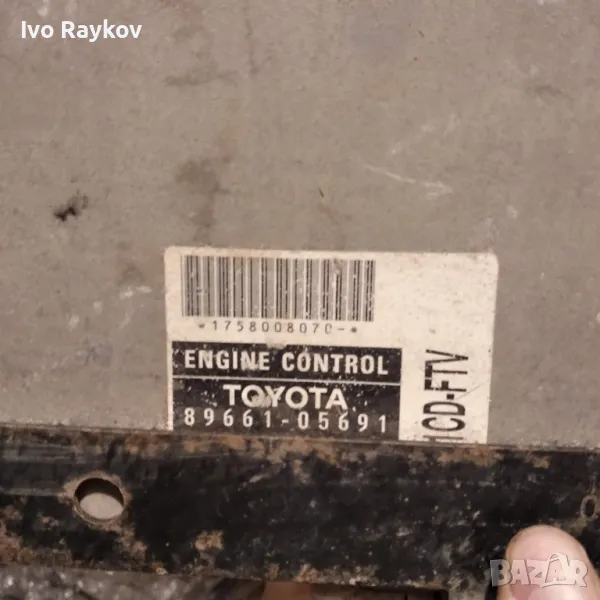 Ivo Raykov
*1758008070-*
ENGINE CONTROL
TOYOTA
89661-05691
1CD-FTV
BAZAR